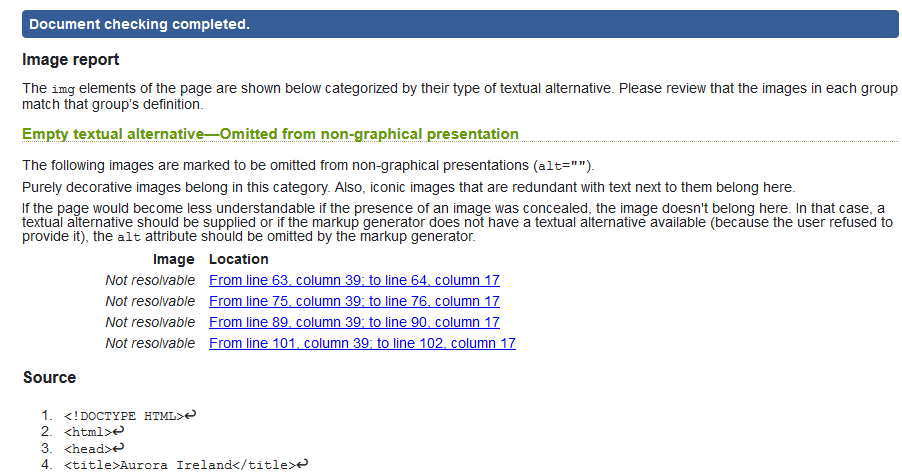 Document checking completed.
Image report
The img elements of the page are shown below categorized by their type of textual alternative. Please review that the images in each group
match that group's definition.
Empty textual alternative—Omitted from non-graphical presentation
The following images are marked to be omitted from non-graphical presentations (alt="").
Purely decorative images belong in this category. Also, iconic images that are redundant with text next to them belong here.
If the page would become less understandable if the presence of an image was concealed, the image doesn't belong here. In that case, a
textual alternative should be supplied or if the markup generator does not have a textual alternative available (because the user refused to
provide it), the alt attribute should be omitted by the markup generator.
Image Location
Not resolvable From line 63, column 39; to line 64, column 17
Not resolvable From line 75, column 39; to line 76, column 17
Not resolvable From line 89, column 39; to line 90, column 17
Not resolvable From line 101, column 39; to line 102, column 17
Source
1. <!DOCTYPE HTML>↩
2. <html>↩
3. <head>↩
4. <title>Aurora Ireland</title>↩